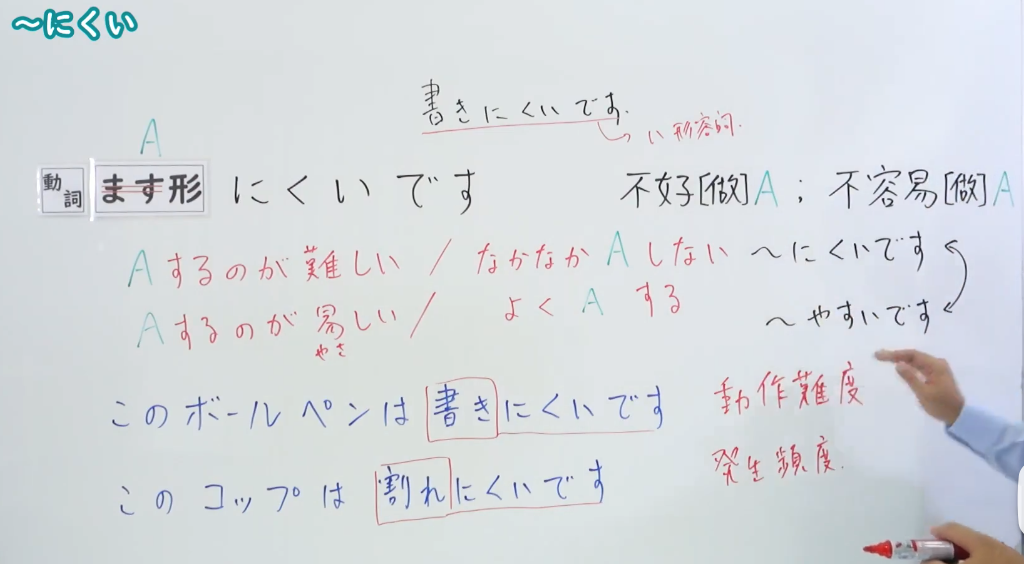 ～にくい
書きにくいです.
い形容詞.
A
動詞 ます形 にくいです 不好[做]A ; 不容易[做]A
Aするのが難しい / なかなか A しない ～にくいです
Aするのが易しい / よく A する ～やすいです
やさ
このボールペンは書きにくいです 動作難度
このコップは割れにくいです 発生頻度.